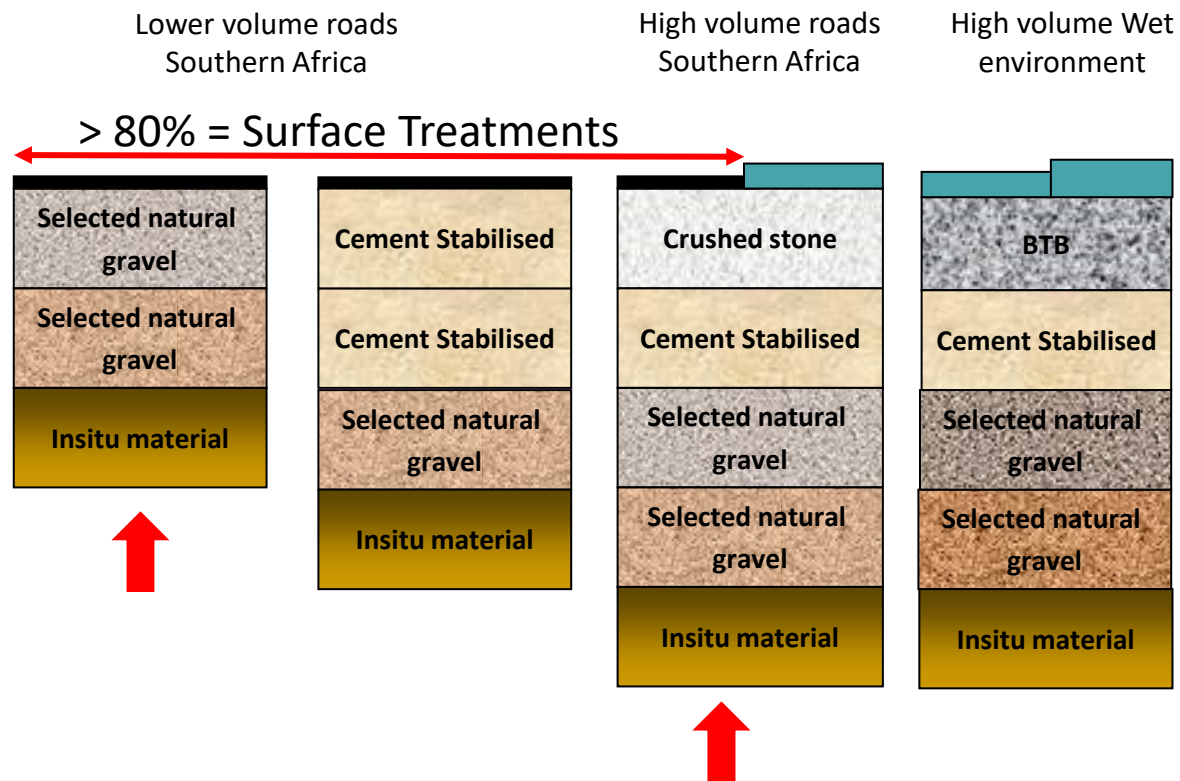 Lower volume roads
Southern Africa
High volume roads
Southern Africa
High volume Wet
environment
> 80% = Surface Treatments
Selected natural
gravel
Selected natural
gravel
Insitu material
Cement Stabilised
Cement Stabilised
Selected natural
gravel
Insitu material
Crushed stone
Cement Stabilised
Selected natural
gravel
Selected natural
gravel
Insitu material
BTB
Cement Stabilised
Selected natural
gravel
Selected natural
gravel
Insitu material